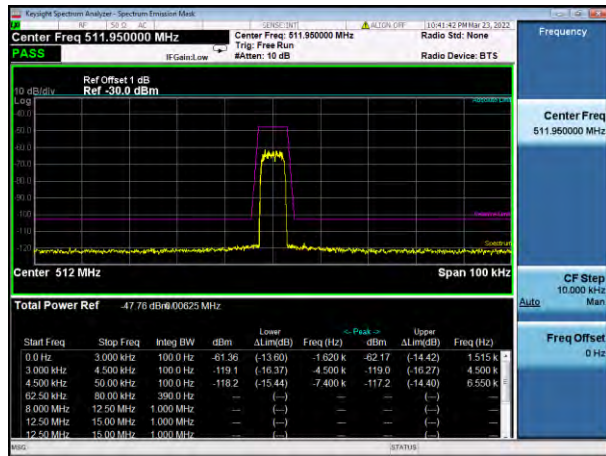 Keysight Spectrum Analyzer - Spectrum Emission Mask
RF 50 Ω AC SENSE:INT ALIGN OFF 10:41:42 PM Mar 23, 2022
Center Freq 511.950000 MHz Center Freq: 511.950000 MHz Radio Std: None
Trig: Free Run
PASS IFGain:Low #Atten: 10 dB Radio Device: BTS
Ref Offset 1 dB
10 dB/div Ref -30.0 dBm
Log
Absolute Limit
-40.0
-50.0
-60.0
-70.0
-80.0
-90.0
-100
Relative Limit
-110
Spectrum
-120
Center 512 MHz Span 100 kHz
Total Power Ref -47.76 dBm/0.00625 MHz
Lower <- Peak -> Upper
Start Freq Stop Freq Integ BW dBm ΔLim(dB) Freq (Hz) dBm ΔLim(dB) Freq (Hz)
0.0 Hz 3.000 kHz 100.0 Hz -61.36 (-13.60) -1.620 k -62.17 (-14.42) 1.515 k
3.000 kHz 4.500 kHz 100.0 Hz -119.1 (-16.37) -4.500 k -119.0 (-16.27) 4.500 k
4.500 kHz 50.00 kHz 100.0 Hz -118.2 (-15.44) -7.400 k -117.2 (-14.40) 6.550 k
62.50 kHz 80.00 kHz 390.0 Hz --- (---) --- (---)
8.000 MHz 12.50 MHz 1.000 MHz --- (---) --- (---)
12.50 MHz 15.00 MHz 1.000 MHz --- (---) --- (---)
12.50 MHz 15.00 MHz 1.000 MHz --- (---) --- (---)
MSG STATUS
Frequency
Center Freq
511.950000 MHz
CF Step
10.000 kHz
Auto Man
Freq Offset
0 Hz